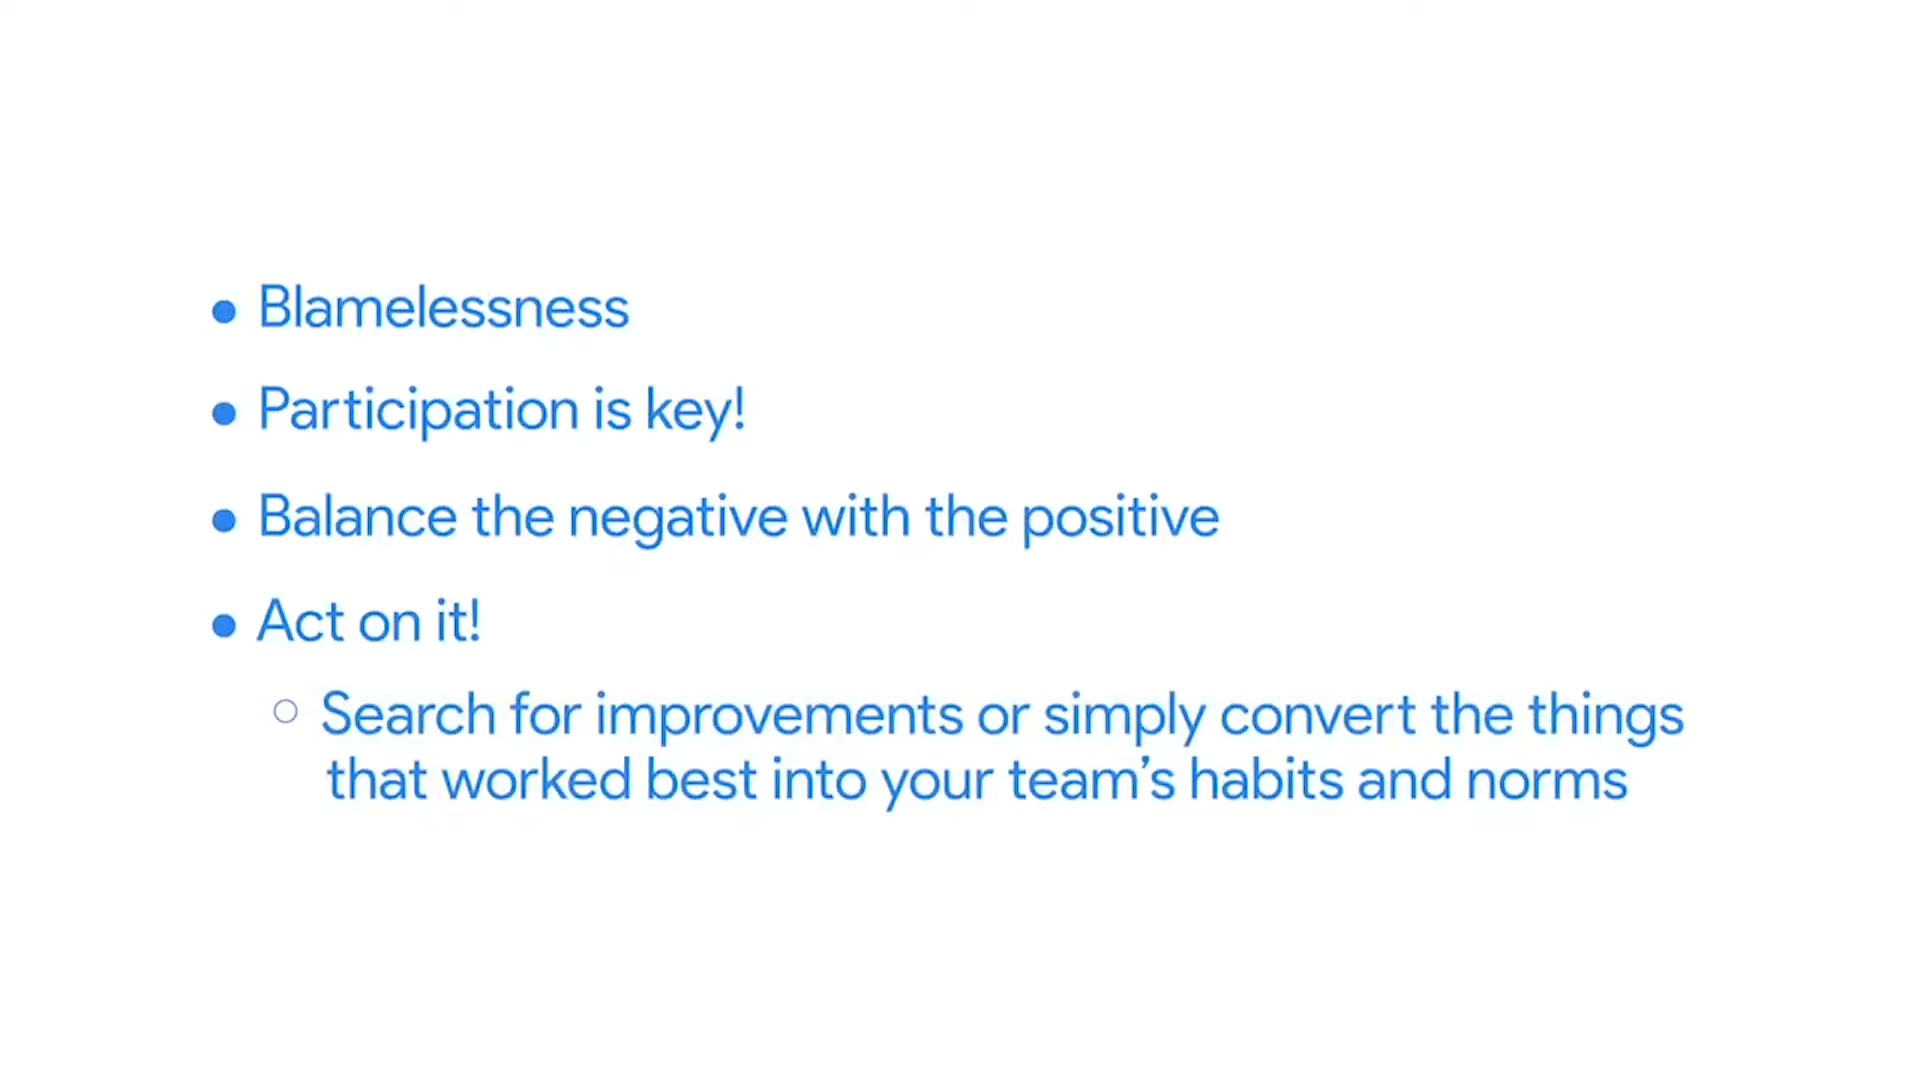 ● Blamelessness
● Participation is key!
● Balance the negative with the positive
● Act on it!
○ Search for improvements or simply convert the things
that worked best into your team’s habits and norms